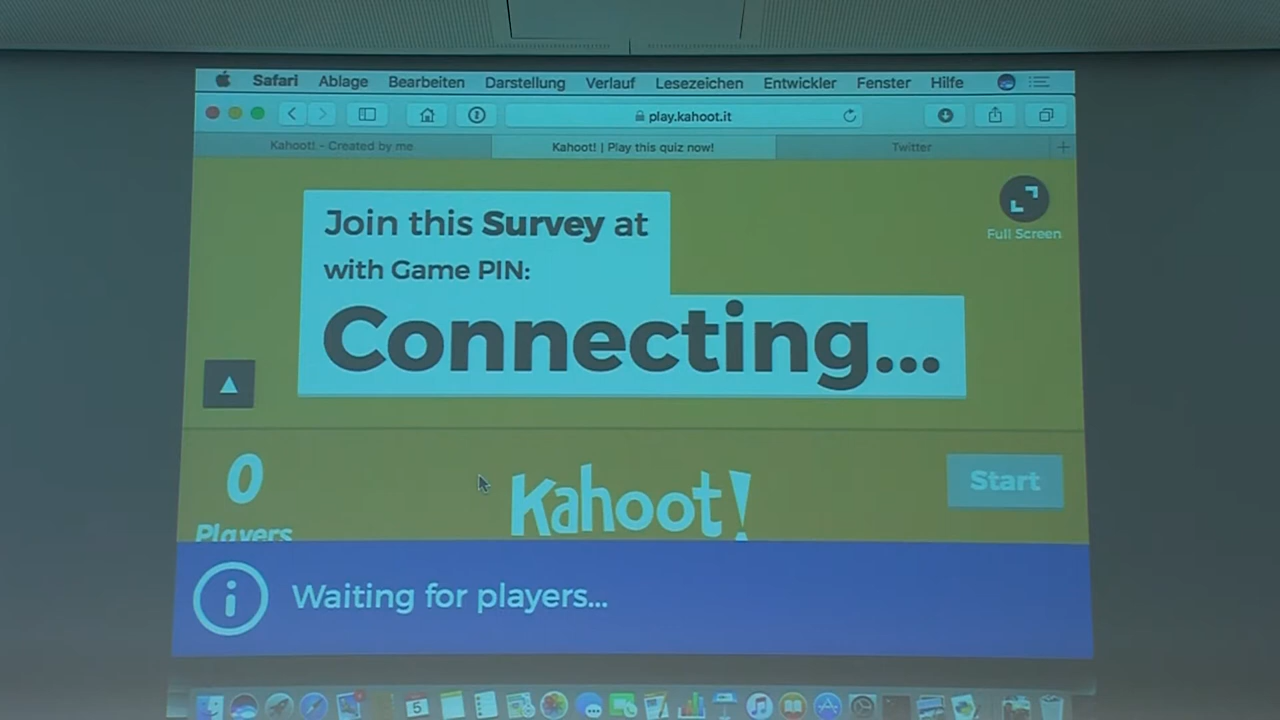 Safari Ablage Bearbeiten Darstellung Verlauf Lesezeichen Entwickler Fenster Hilfe
play.kahoot.it
Kahoot! - Created by me Kahoot! | Play this quiz now! Twitter
Join this Survey at
with Game PIN:
Connecting...
Full Screen
0
Players
Kahoot!
Start
Waiting for players...
5